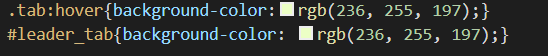 .tab:hover{background-color:rgb(236, 255, 197);}
#leader_tab{background-color: rgb(236, 255, 197);}